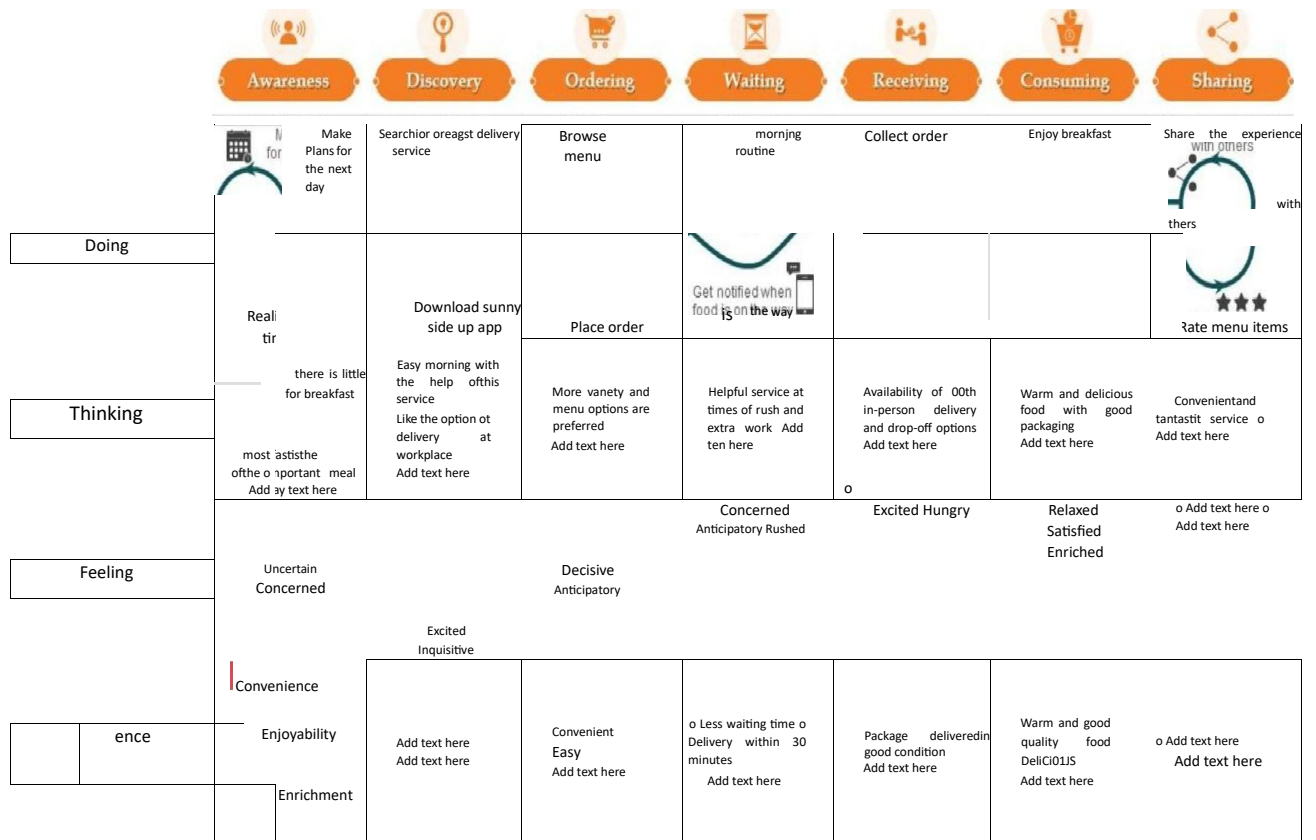 Awareness
Discovery
Ordering
Waiting
Receiving
Consuming
Sharing
for
Make
Plans for
the next
day
Searchior oreagst delivery
service
Browse
menu
mornjng
routine
Collect order
Enjoy breakfast
Share the experience
with others
with
thers
Doing
Reali
tir
Download sunny
side up app
Place order
Get notified when
food is on the way
is
Rate menu items
Thinking
there is little
for breakfast
most astisthe
ofthe o nportant meal
Add ay text here
Easy morning with
the help ofthis
service
Like the option ot
delivery at
workplace
Add text here
More vanety and
menu options are
preferred
Add text here
Helpful service at
times of rush and
extra work Add
ten here
Availability of 00th
in-person delivery
and drop-off options
Add text here
o
Warm and delicious
food with good
packaging
Add text here
Convenientand
tantastit service o
Add text here
Feeling
Uncertain
Concerned
Excited
Inquisitive
Decisive
Anticipatory
Concerned
Anticipatory Rushed
Excited Hungry
Relaxed
Satisfied
Enriched
o Add text here o
Add text here
ence
Convenience
Enjoyability
Enrichment
Add text here
Add text here
Convenient
Easy
Add text here
o Less waiting time o
Delivery within 30
minutes
Add text here
Package deliveredin
good condition
Add text here
Warm and good
quality food
DeliCi01JS
Add text here
o Add text here
Add text here